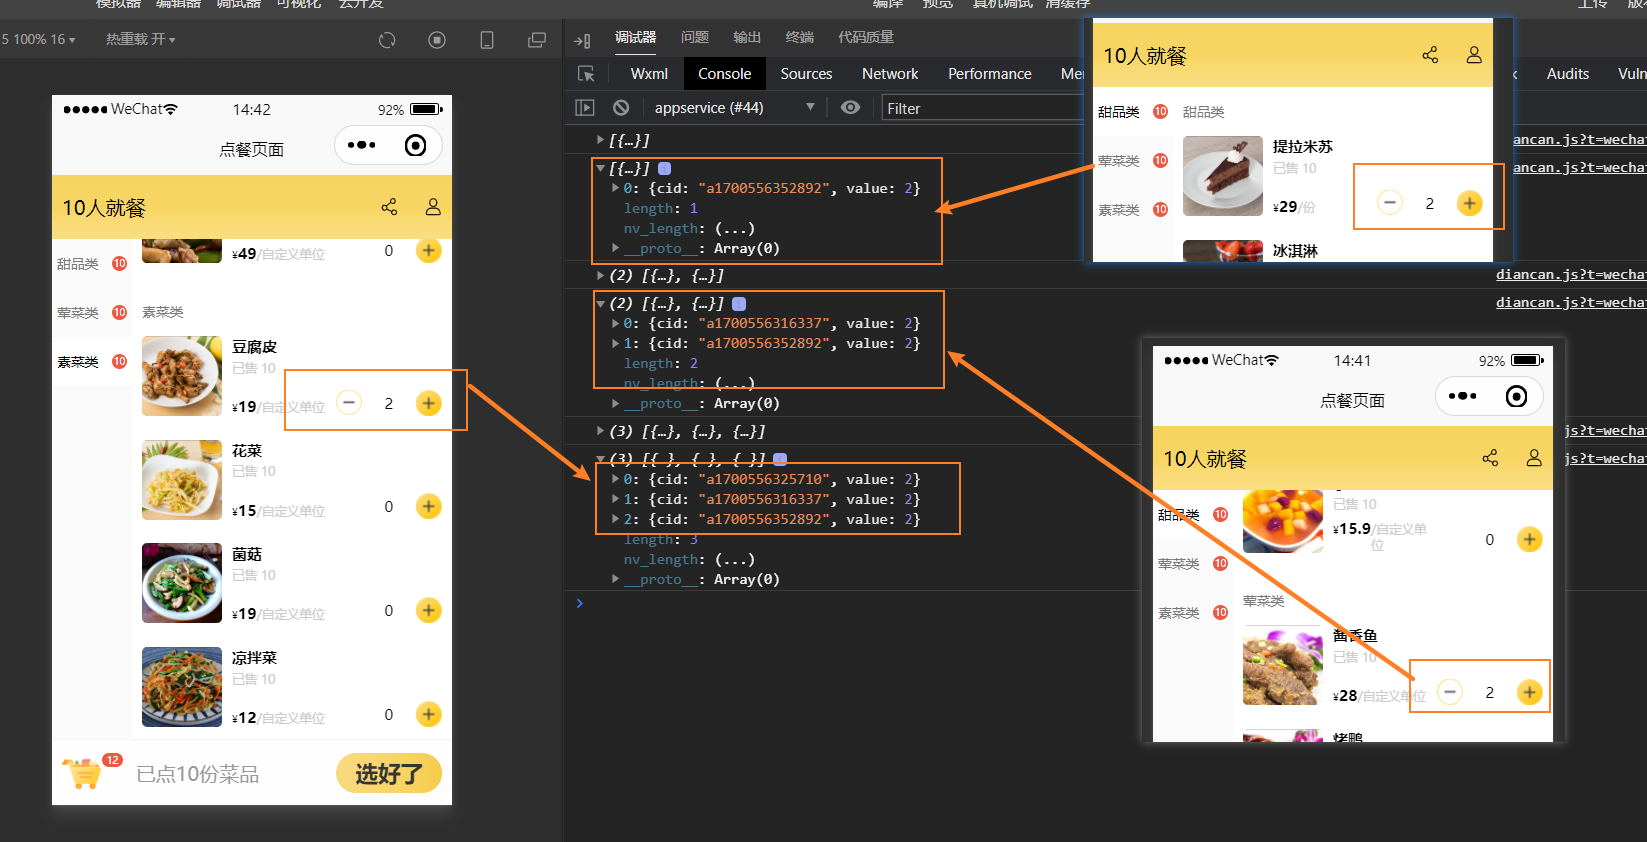 模拟器 编辑器 调试器 可视化 云开发
编译 预览 真机调试 清缓存
上传
5 100% 16
热重载 开
调试器 问题 输出 终端 代码质量
Wxml Console Sources Network Performance
Audits
appservice (#44)
Filter
WeChat 14:42 92%
点餐页面
10人就餐
甜品类 10
荤菜类 10
素菜类 10
¥49/自定义单位 0
素菜类
豆腐皮
已售 10
¥19/自定义单位 2
花菜
已售 10
¥15/自定义单位 0
菌菇
已售 10
¥19/自定义单位 0
凉拌菜
已售 10
¥12/自定义单位 0
12 已点10份菜品 选好了
[{…}]
[{…}] i
0: {cid: "a1700556352892", value: 2}
length: 1
nv_length: (...)
__proto__: Array(0)
(2) [{…}, {…}]
(2) [{…}, {…}] i
0: {cid: "a1700556316337", value: 2}
1: {cid: "a1700556352892", value: 2}
length: 2
nv_length: (...)
__proto__: Array(0)
(3) [{…}, {…}, {…}]
(3) [{…}, {…}, {…}] i
0: {cid: "a1700556325710", value: 2}
1: {cid: "a1700556316337", value: 2}
2: {cid: "a1700556352892", value: 2}
length: 3
nv_length: (...)
__proto__: Array(0)
ancan.js?t=wecha
ancan.js?t=wecha
diancan.js?t=wecha
diancan.js?t=wecha
js?t=wecha
js?t=wecha
10人就餐
甜品类 10
荤菜类 10
素菜类 10
甜品类
提拉米苏
已售 10
¥29/份 2
冰淇淋
WeChat 14:41 92%
点餐页面
10人就餐
甜品类 10
荤菜类 10
素菜类 10
已售 10
¥15.9/自定义单
位
0
荤菜类
酱香鱼
已售 10
¥28/自定义单位 2
烤鸭